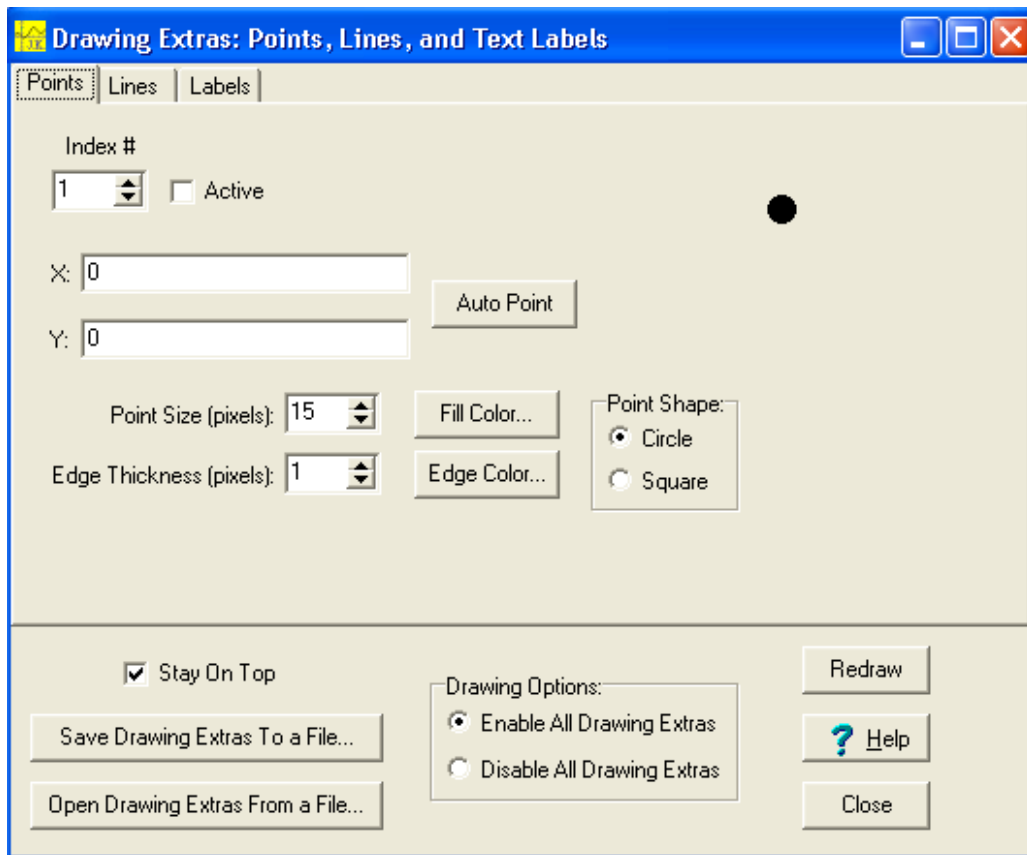 Drawing Extras: Points, Lines, and Text Labels
Points Lines Labels
Index #
1 Active
X: 0
Auto Point
Y: 0
Point Size (pixels): 15 Fill Color... Point Shape:
Circle
Edge Thickness (pixels): 1 Edge Color... Square
Stay On Top Redraw
Drawing Options:
Save Drawing Extras To a File... Enable All Drawing Extras ? Help
Disable All Drawing Extras
Open Drawing Extras From a File... Close